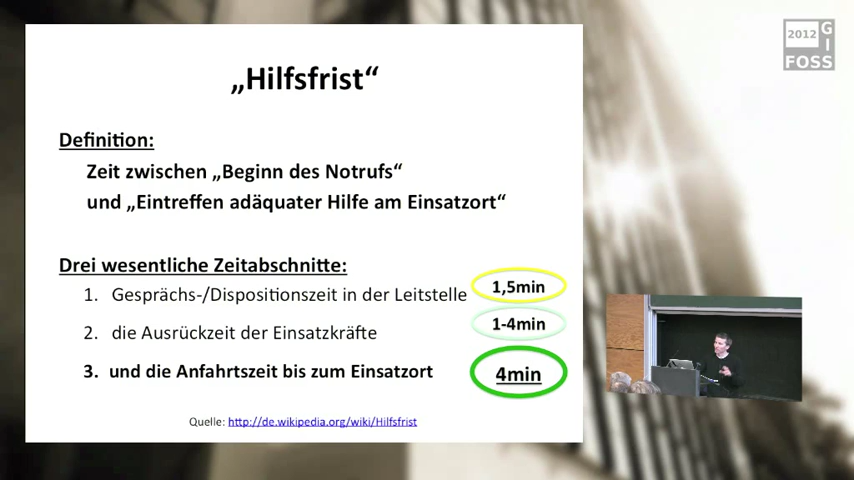 „Hilfsfrist“
Definition:
Zeit zwischen „Beginn des Notrufs“
und „Eintreffen adäquater Hilfe am Einsatzort“
Drei wesentliche Zeitabschnitte:
1. Gesprächs-/Dispositionszeit in der Leitstelle 1,5min
2. die Ausrückzeit der Einsatzkräfte 1-4min
3. und die Anfahrtszeit bis zum Einsatzort 4min
Quelle: http://de.wikipedia.org/wiki/Hilfsfrist
2012 GI
FOSS